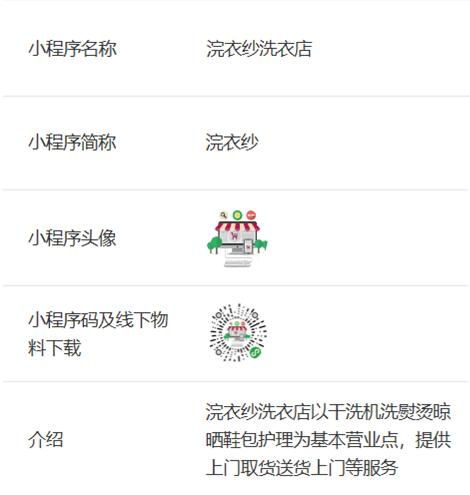 小程序名称
浣衣纱洗衣店
小程序简称
浣衣纱
小程序头像
小程序码及线下物
料下载
介绍
浣衣纱洗衣店以干洗机洗熨烫晾
晒鞋包护理为基本营业点，提供
上门取货送货上门等服务